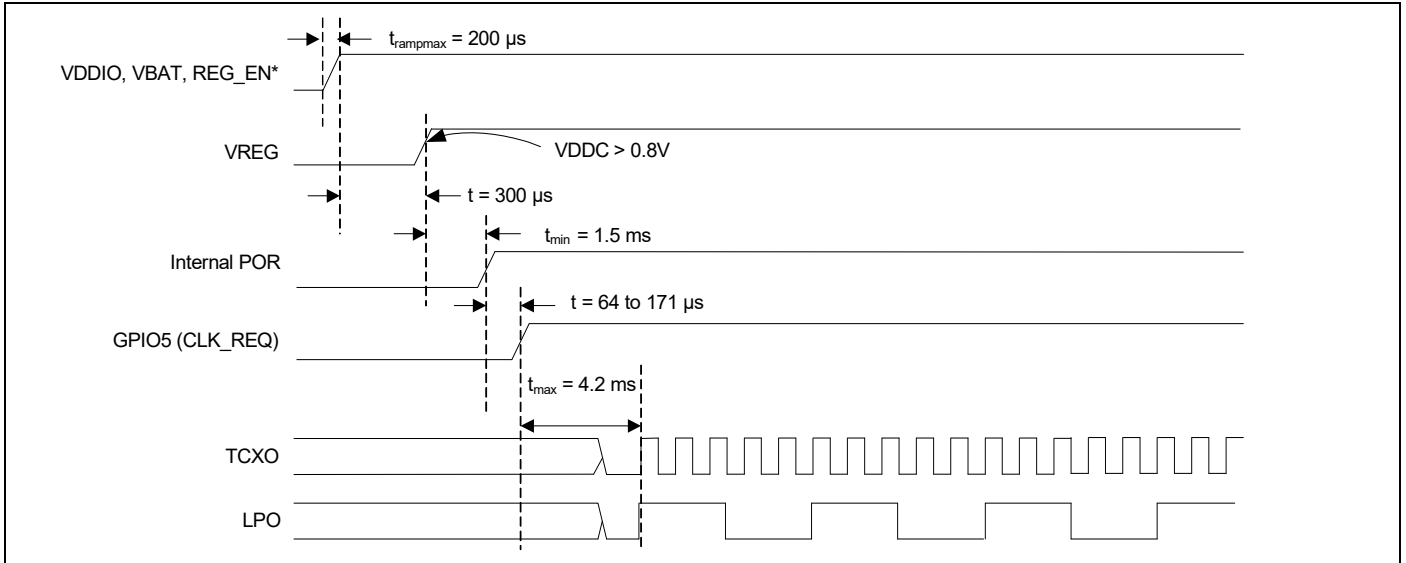 t_rampmax = 200 µs
VDDIO, VBAT, REG_EN*
VREG
VDDC > 0.8V
t = 300 µs
t_min = 1.5 ms
Internal POR
t = 64 to 171 µs
GPIO5 (CLK_REQ)
t_max = 4.2 ms
TCXO
LPO